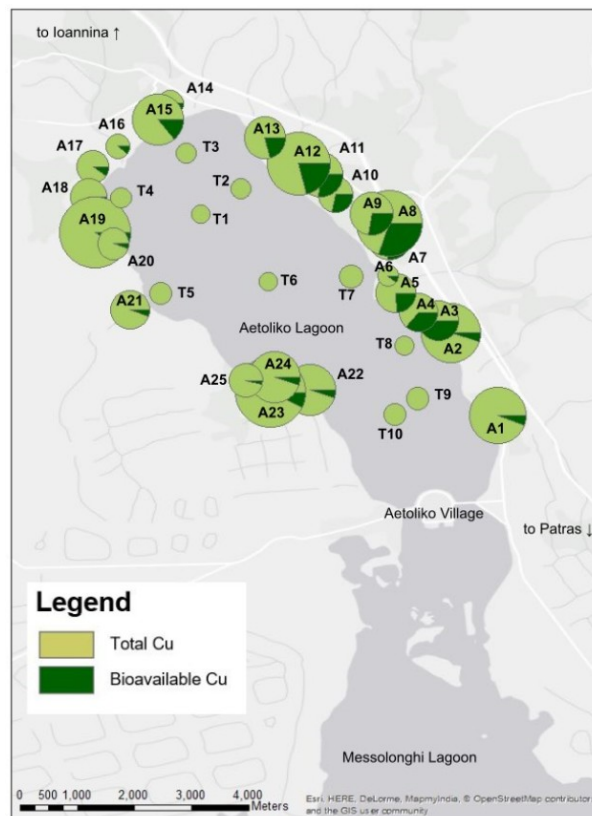 to Ioannina ↑
A14
A15
A16
A13
A17
T3
A12
A11
A10
A18
T4
T2
A19
T1
A9
A8
A20
A7
A6
T5
T6
T7
A5
A21
A4
A3
Aetoliko Lagoon
T8
A2
A24
A25
A22
A23
T9
T10
A1
Aetoliko Village
to Patras ↓
Legend
Total Cu
Bioavailable Cu
Messolonghi Lagoon
0 500 1,000 2,000 3,000 4,000
Meters
Esri, HERE, DeLorme, MapmyIndia, © OpenStreetMap contributors
and the GIS user community